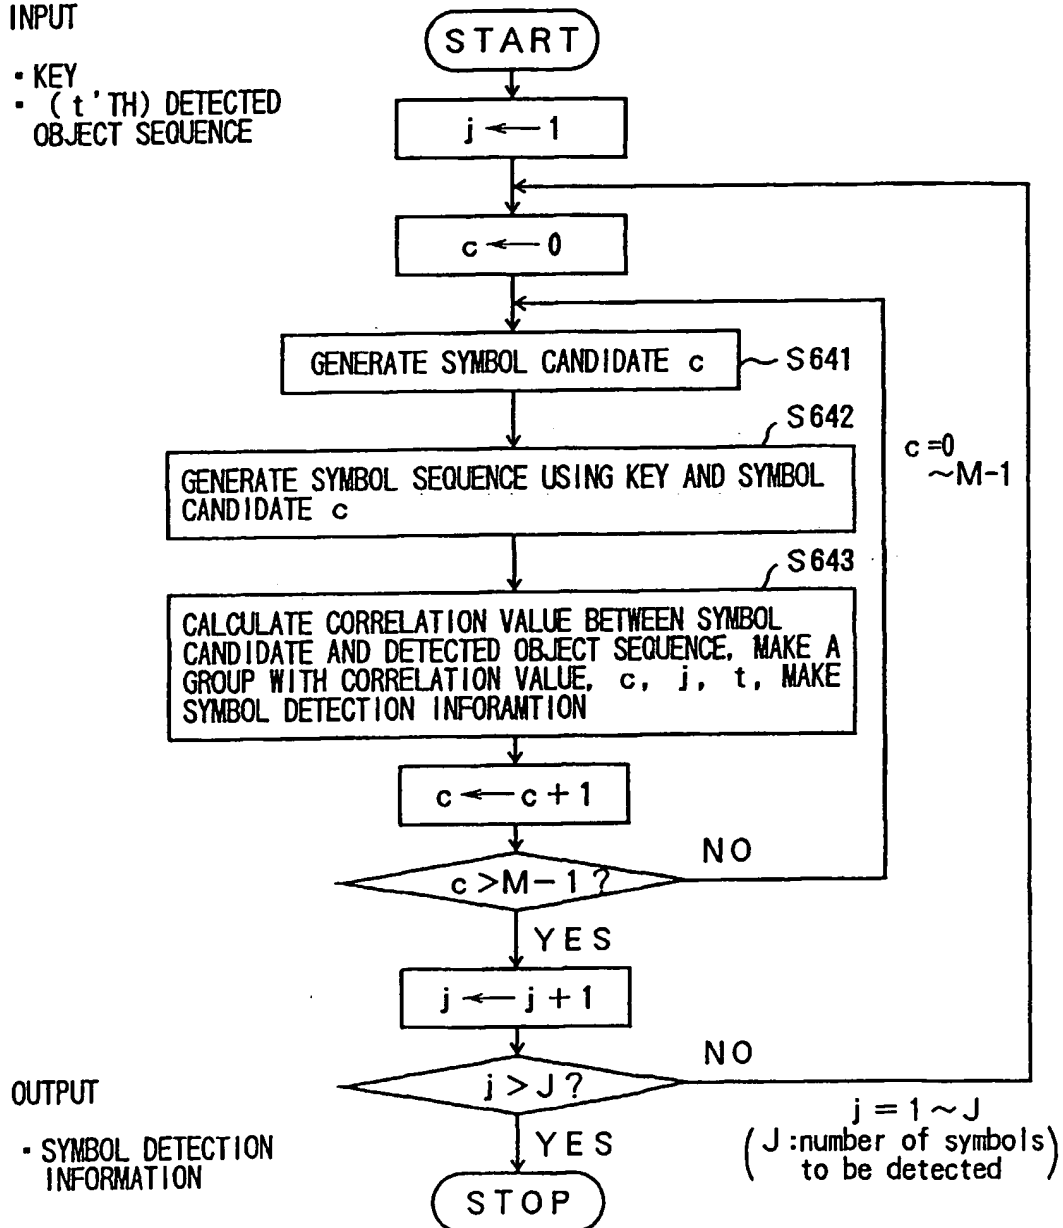 INPUT
• KEY
• (t'TH) DETECTED
OBJECT SEQUENCE
START
j ← 1
c ← 0
GENERATE SYMBOL CANDIDATE c
S641
S642
GENERATE SYMBOL SEQUENCE USING KEY AND SYMBOL
CANDIDATE c
c=0
~M-1
S643
CALCULATE CORRELATION VALUE BETWEEN SYMBOL
CANDIDATE AND DETECTED OBJECT SEQUENCE, MAKE A
GROUP WITH CORRELATION VALUE, c, j, t, MAKE
SYMBOL DETECTION INFORAMTION
c ← c + 1
c > M - 1 ?
NO
YES
j ← j + 1
j > J ?
NO
YES
j = 1 ~ J
(J:number of symbols
to be detected)
OUTPUT
• SYMBOL DETECTION
INFORMATION
STOP